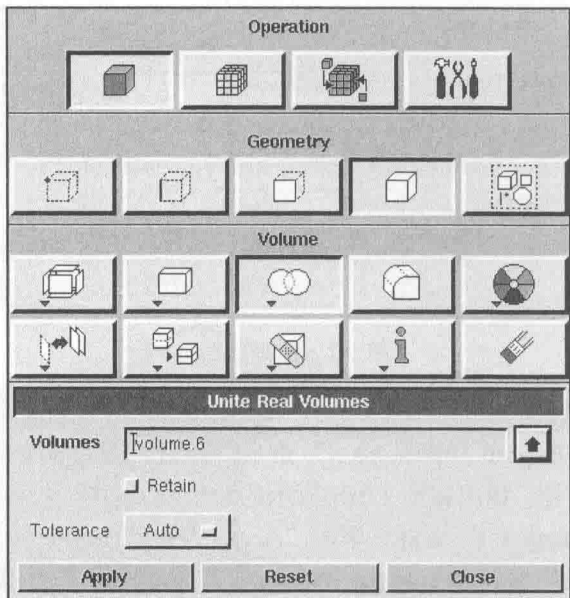 Operation
Geometry
Volume
Unite Real Volumes
Volumes volume.6
Retain
Tolerance Auto
Apply Reset Close